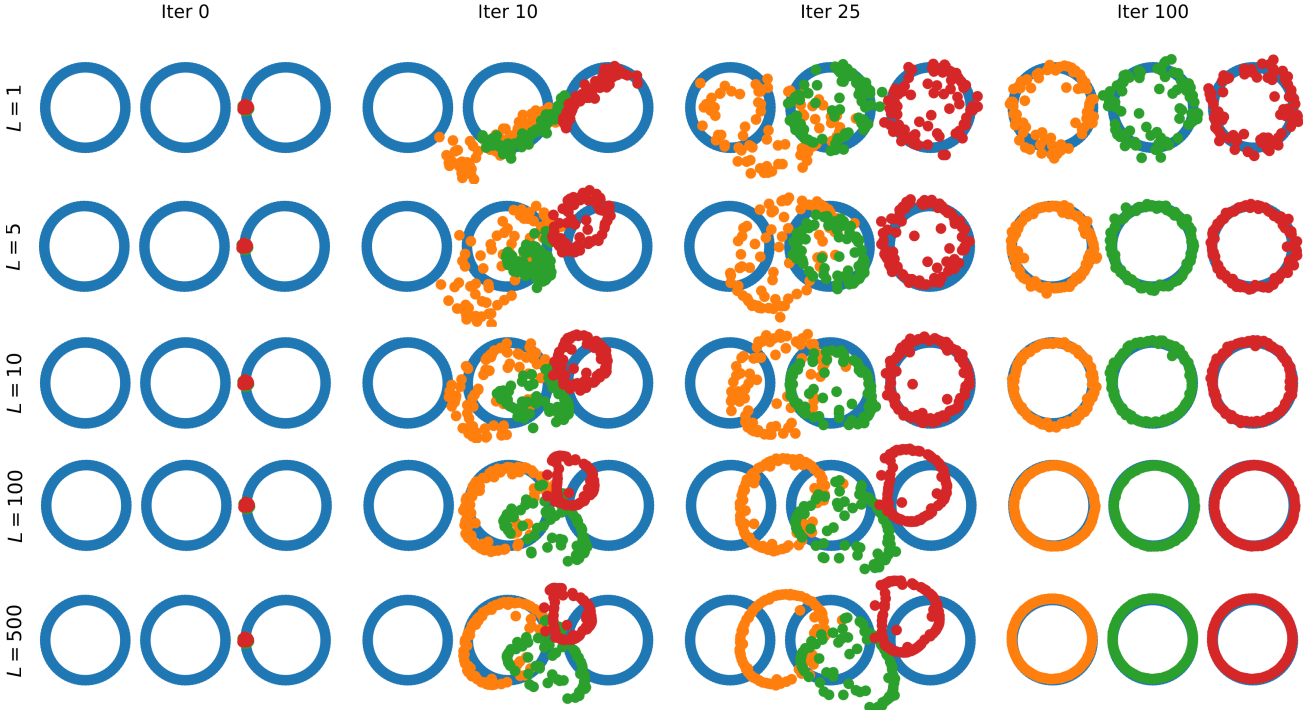 Iter 0
Iter 10
Iter 25
Iter 100
L = 1
L = 5
L = 10
L = 100
L = 500